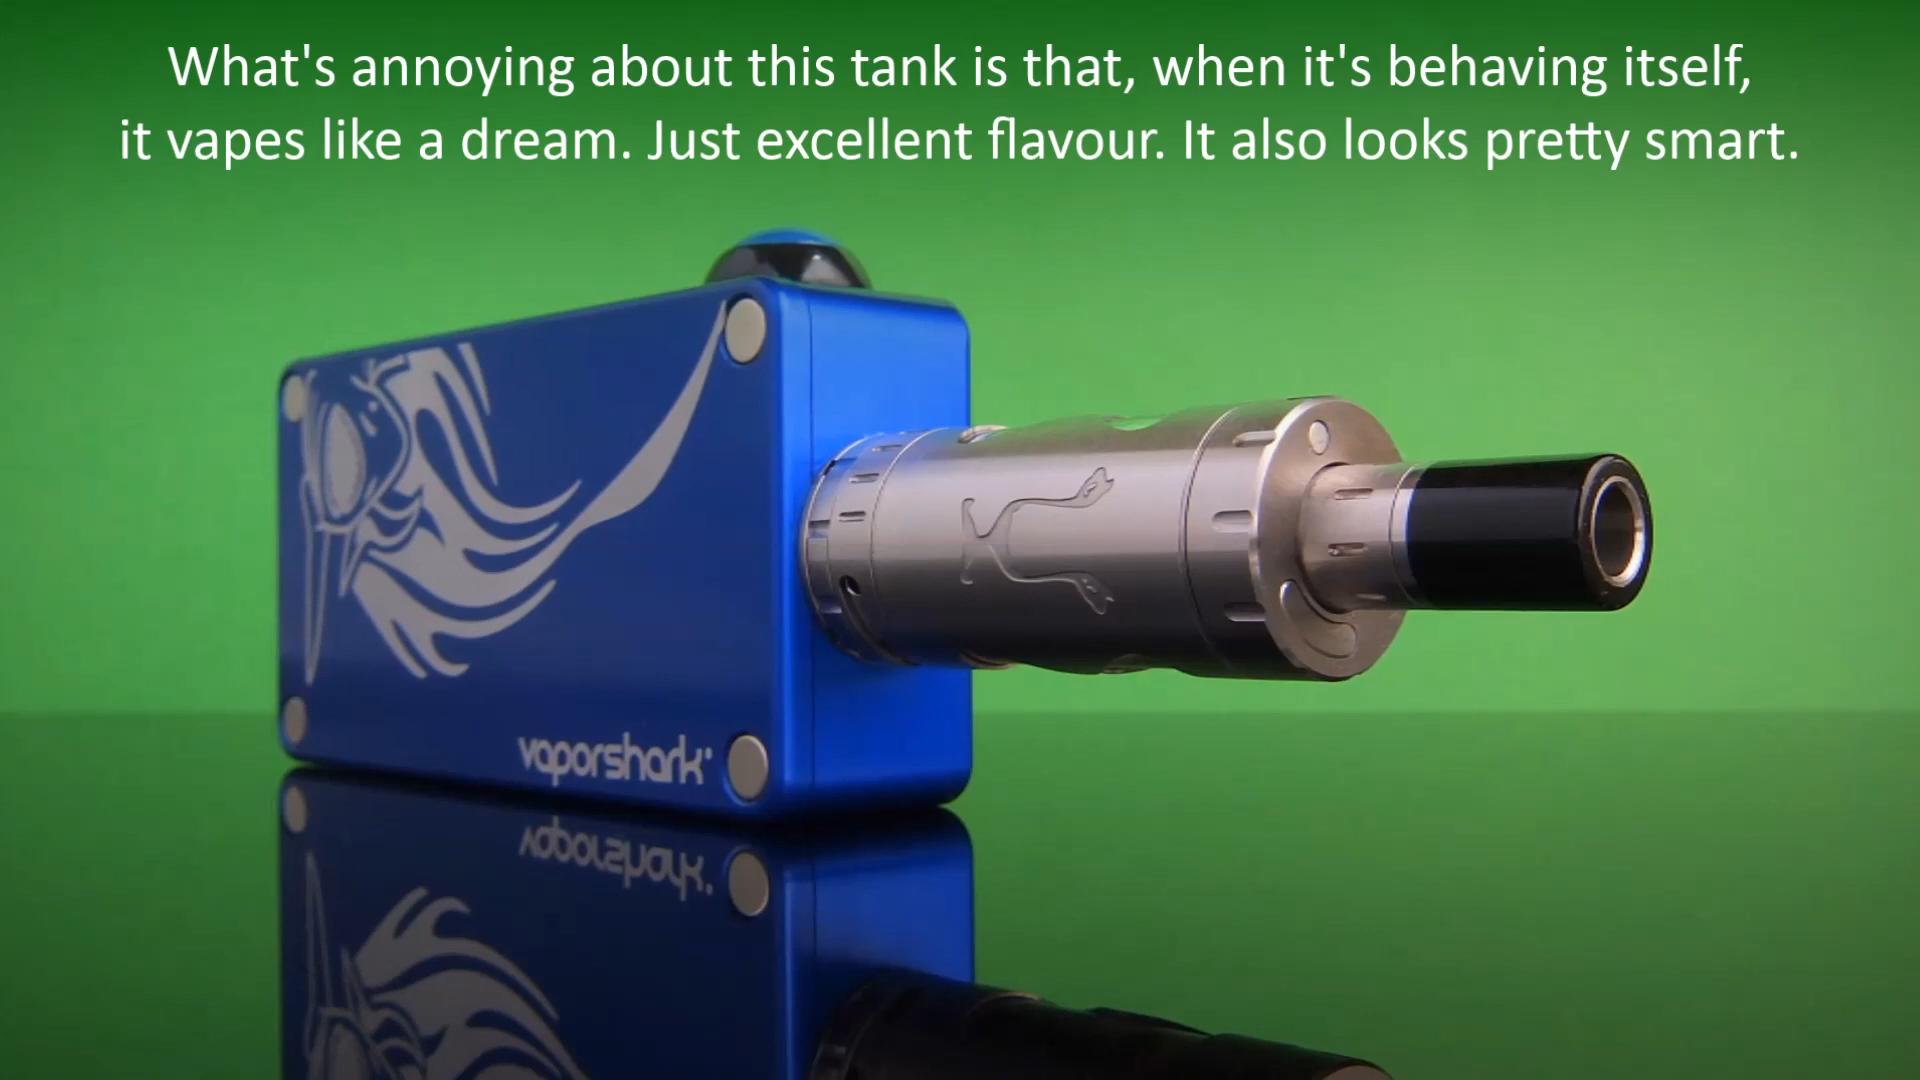 What's annoying about this tank is that, when it's behaving itself,
it vapes like a dream. Just excellent flavour. It also looks pretty smart.
vaporshark